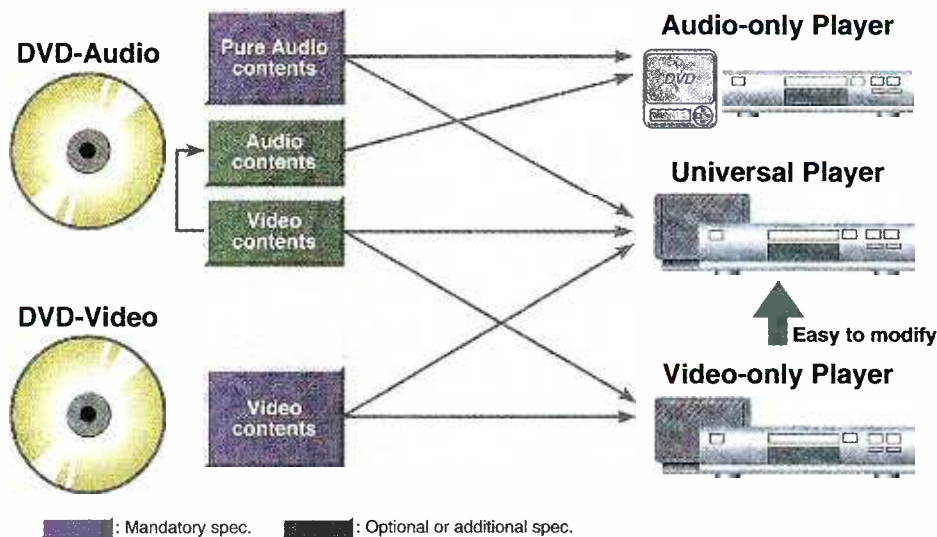 DVD-Audio
Pure Audio
contents
Audio
contents
Video
contents
DVD-Video
Video
contents
Audio-only Player
DVD
Universal Player
Easy to modify
Video-only Player
: Mandatory spec.
: Optional or additional spec.